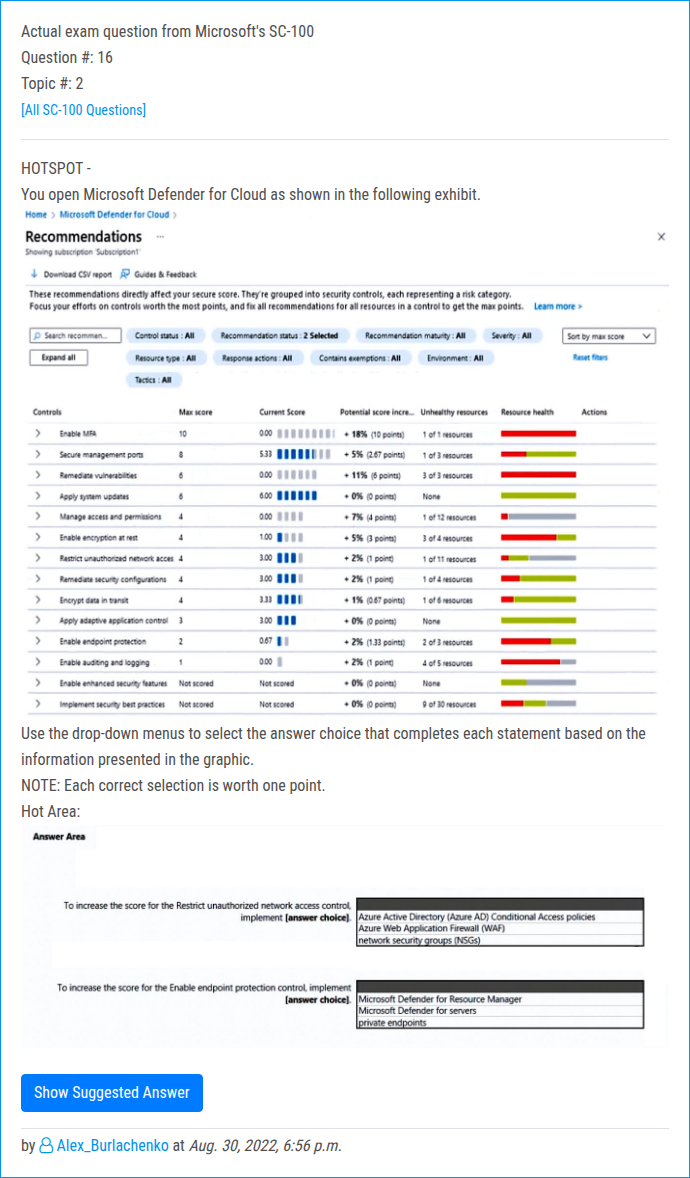 Actual exam question from Microsoft's SC-100
Question #: 16
Topic #: 2
[All SC-100 Questions]
HOTSPOT -
You open Microsoft Defender for Cloud as shown in the following exhibit.
Home > Microsoft Defender for Cloud >
Recommendations ...
Showing subscription 'Subscription1'
Download CSV report Guides & Feedback
These recommendations directly affect your secure score. They're grouped into security controls, each representing a risk category.
Focus your efforts on controls worth the most points, and fix all recommendations for all resources in a control to get the max points. Learn more >
Search recommen... Control status : All Recommendation status : 2 Selected Recommendation maturity : All Severity : All Sort by max score
Expand all Resource type : All Response actions : All Contains exemptions : All Environment : All Reset filters
Tactics : All
Controls Max score Current Score Potential score incre... Unhealthy resources Resource health Actions
> Enable MFA 10 0.00 + 18% (10 points) 1 of 1 resources
> Secure management ports 8 5.33 + 5% (2.67 points) 1 of 3 resources
> Remediate vulnerabilities 6 0.00 + 11% (6 points) 3 of 3 resources
> Apply system updates 6 6.00 + 0% (0 points) None
> Manage access and permissions 4 0.00 + 7% (4 points) 1 of 12 resources
> Enable encryption at rest 4 1.00 + 5% (3 points) 3 of 4 resources
> Restrict unauthorized network acces 4 3.00 + 2% (1 point) 1 of 11 resources
> Remediate security configurations 4 3.00 + 2% (1 point) 1 of 4 resources
> Encrypt data in transit 4 3.33 + 1% (0.67 points) 1 of 6 resources
> Apply adaptive application control 3 3.00 + 0% (0 points) None
> Enable endpoint protection 2 0.67 + 2% (1.33 points) 2 of 3 resources
> Enable auditing and logging 1 0.00 + 2% (1 point) 4 of 5 resources
> Enable enhanced security features Not scored Not scored + 0% (0 points) None
> Implement security best practices Not scored Not scored + 0% (0 points) 9 of 30 resources
Use the drop-down menus to select the answer choice that completes each statement based on the
information presented in the graphic.
NOTE: Each correct selection is worth one point.
Hot Area:
Answer Area
To increase the score for the Restrict unauthorized network access control,
implement [answer choice].
Azure Active Directory (Azure AD) Conditional Access policies
Azure Web Application Firewall (WAF)
network security groups (NSGs)
To increase the score for the Enable endpoint protection control, implement
[answer choice].
Microsoft Defender for Resource Manager
Microsoft Defender for servers
private endpoints
Show Suggested Answer
by Alex_Burlachenko at Aug. 30, 2022, 6:56 p.m.